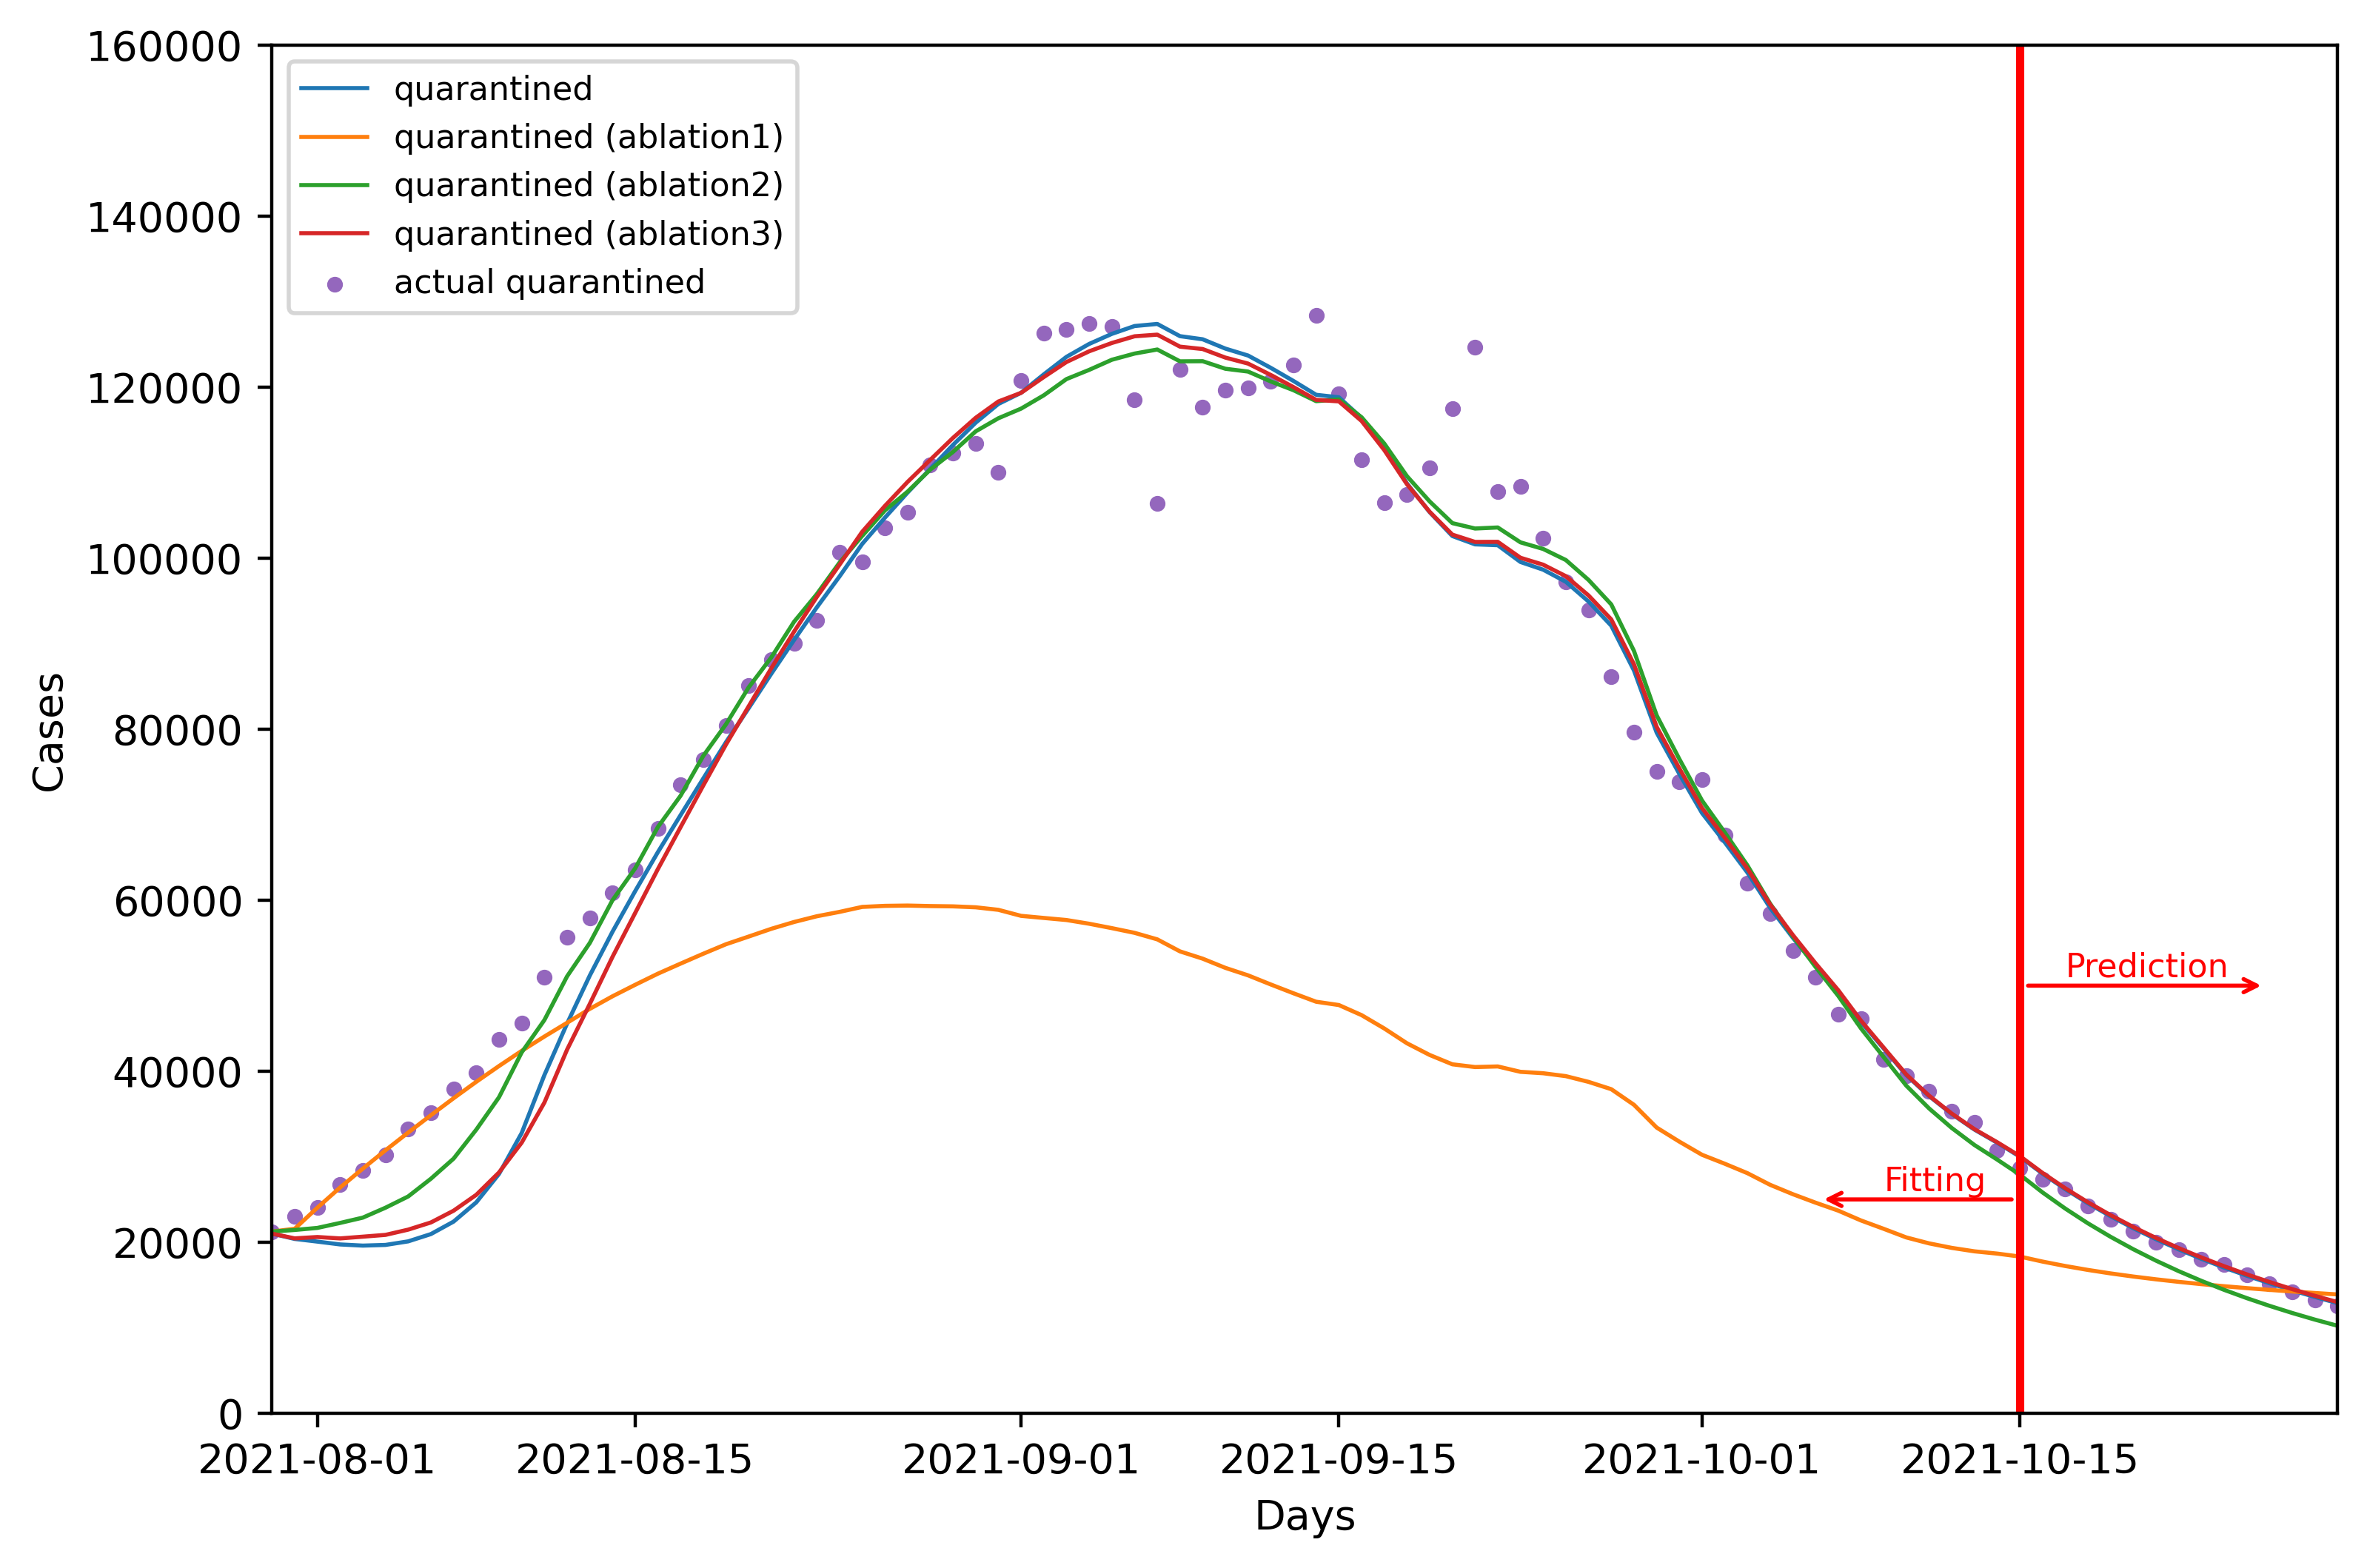 160000
140000
120000
100000
80000
60000
40000
20000
0
Cases
quarantined
quarantined (ablation1)
quarantined (ablation2)
quarantined (ablation3)
actual quarantined
Prediction
Fitting
2021-08-01
2021-08-15
2021-09-01
2021-09-15
2021-10-01
2021-10-15
Days